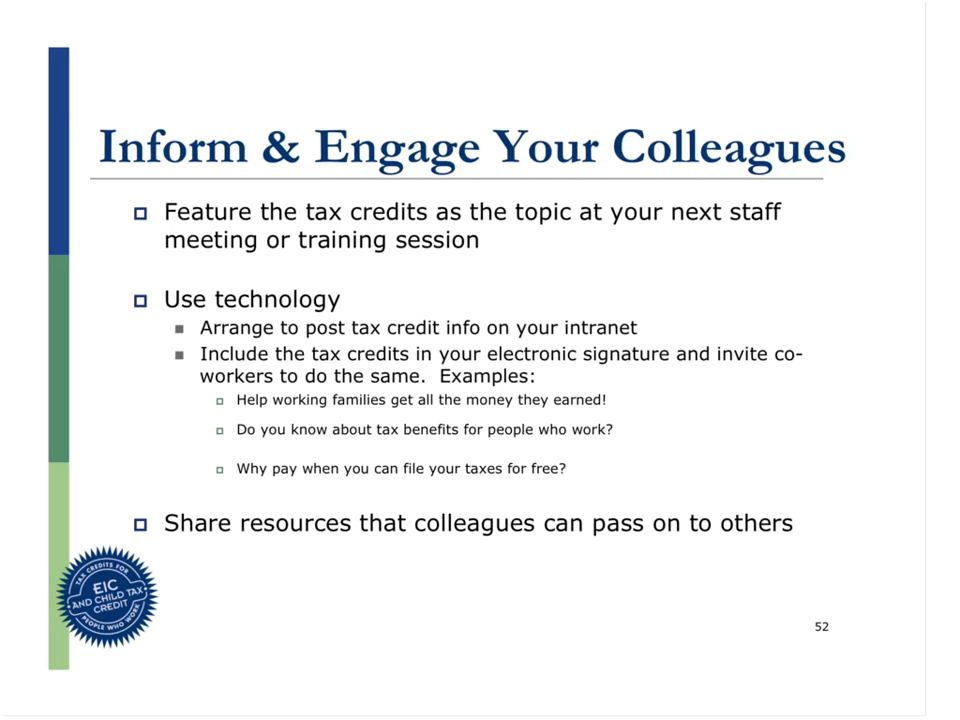 Inform & Engage Your Colleagues
Feature the tax credits as the topic at your next staff
meeting or training session
Use technology
Arrange to post tax credit info on your intranet
Include the tax credits in your electronic signature and invite co-
workers to do the same.  Examples:
Help working families get all the money they earned!
Do you know about tax benefits for people who work?
Why pay when you can file your taxes for free?
Share resources that colleagues can pass on to others
TAX CREDITS FOR
EIC
AND CHILD TAX
CREDIT
PEOPLE WHO WORK
52